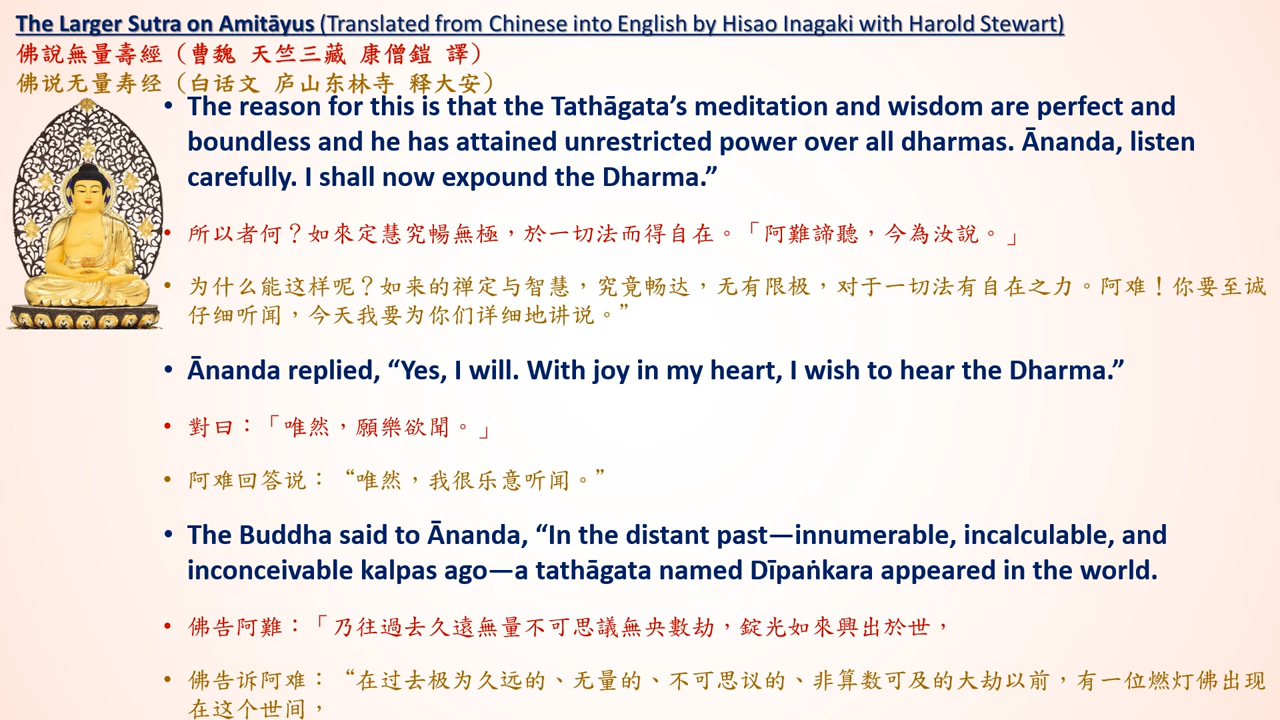 The Larger Sutra on Amitāyus (Translated from Chinese into English by Hisao Inagaki with Harold Stewart)
佛說無量壽經（曹魏 天竺三藏 康僧鎧 譯）
佛说无量寿经（白话文 庐山东林寺 释大安）
• The reason for this is that the Tathāgata’s meditation and wisdom are perfect and
boundless and he has attained unrestricted power over all dharmas. Ānanda, listen
carefully. I shall now expound the Dharma.”
• 所以者何？如來定慧究暢無極，於一切法而得自在。「阿難諦聽，今為汝說。」
• 为什么能这样呢？如来的禅定与智慧，究竟畅达，无有限极，对于一切法有自在之力。阿难！你要至诚
仔细听闻，今天我要为你们详细地讲说。”
• Ānanda replied, “Yes, I will. With joy in my heart, I wish to hear the Dharma.”
• 對曰：「唯然，願樂欲聞。」
• 阿难回答说：“唯然，我很乐意听闻。”
• The Buddha said to Ānanda, “In the distant past—innumerable, incalculable, and
inconceivable kalpas ago—a tathāgata named Dīpaṅkara appeared in the world.
• 佛告阿難：「乃往過去久遠無量不可思議無央數劫，錠光如來興出於世，
• 佛告诉阿难：“在过去极为久远的、无量的、不可思议的、非算数可及的大劫以前，有一位燃灯佛出现
在这个世间，